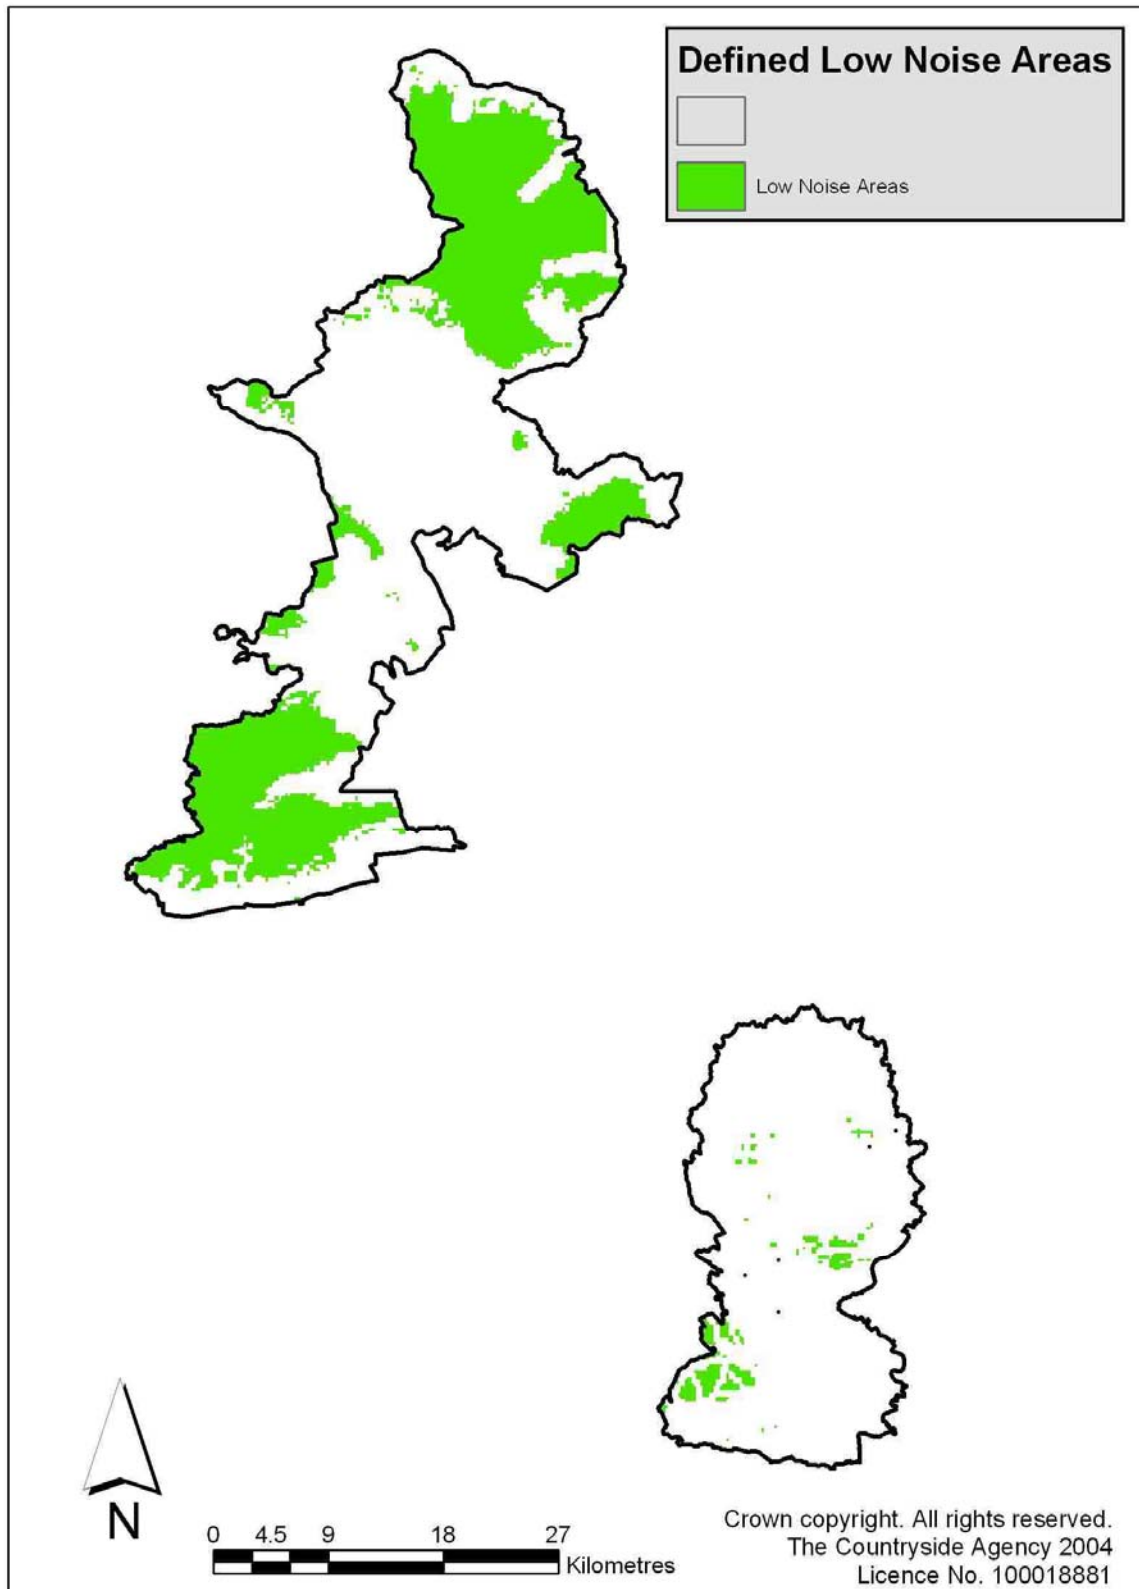 Defined Low Noise Areas
Low Noise Areas
N
0 4.5 9 18 27
Kilometres
Crown copyright. All rights reserved.
The Countryside Agency 2004
Licence No. 100018881